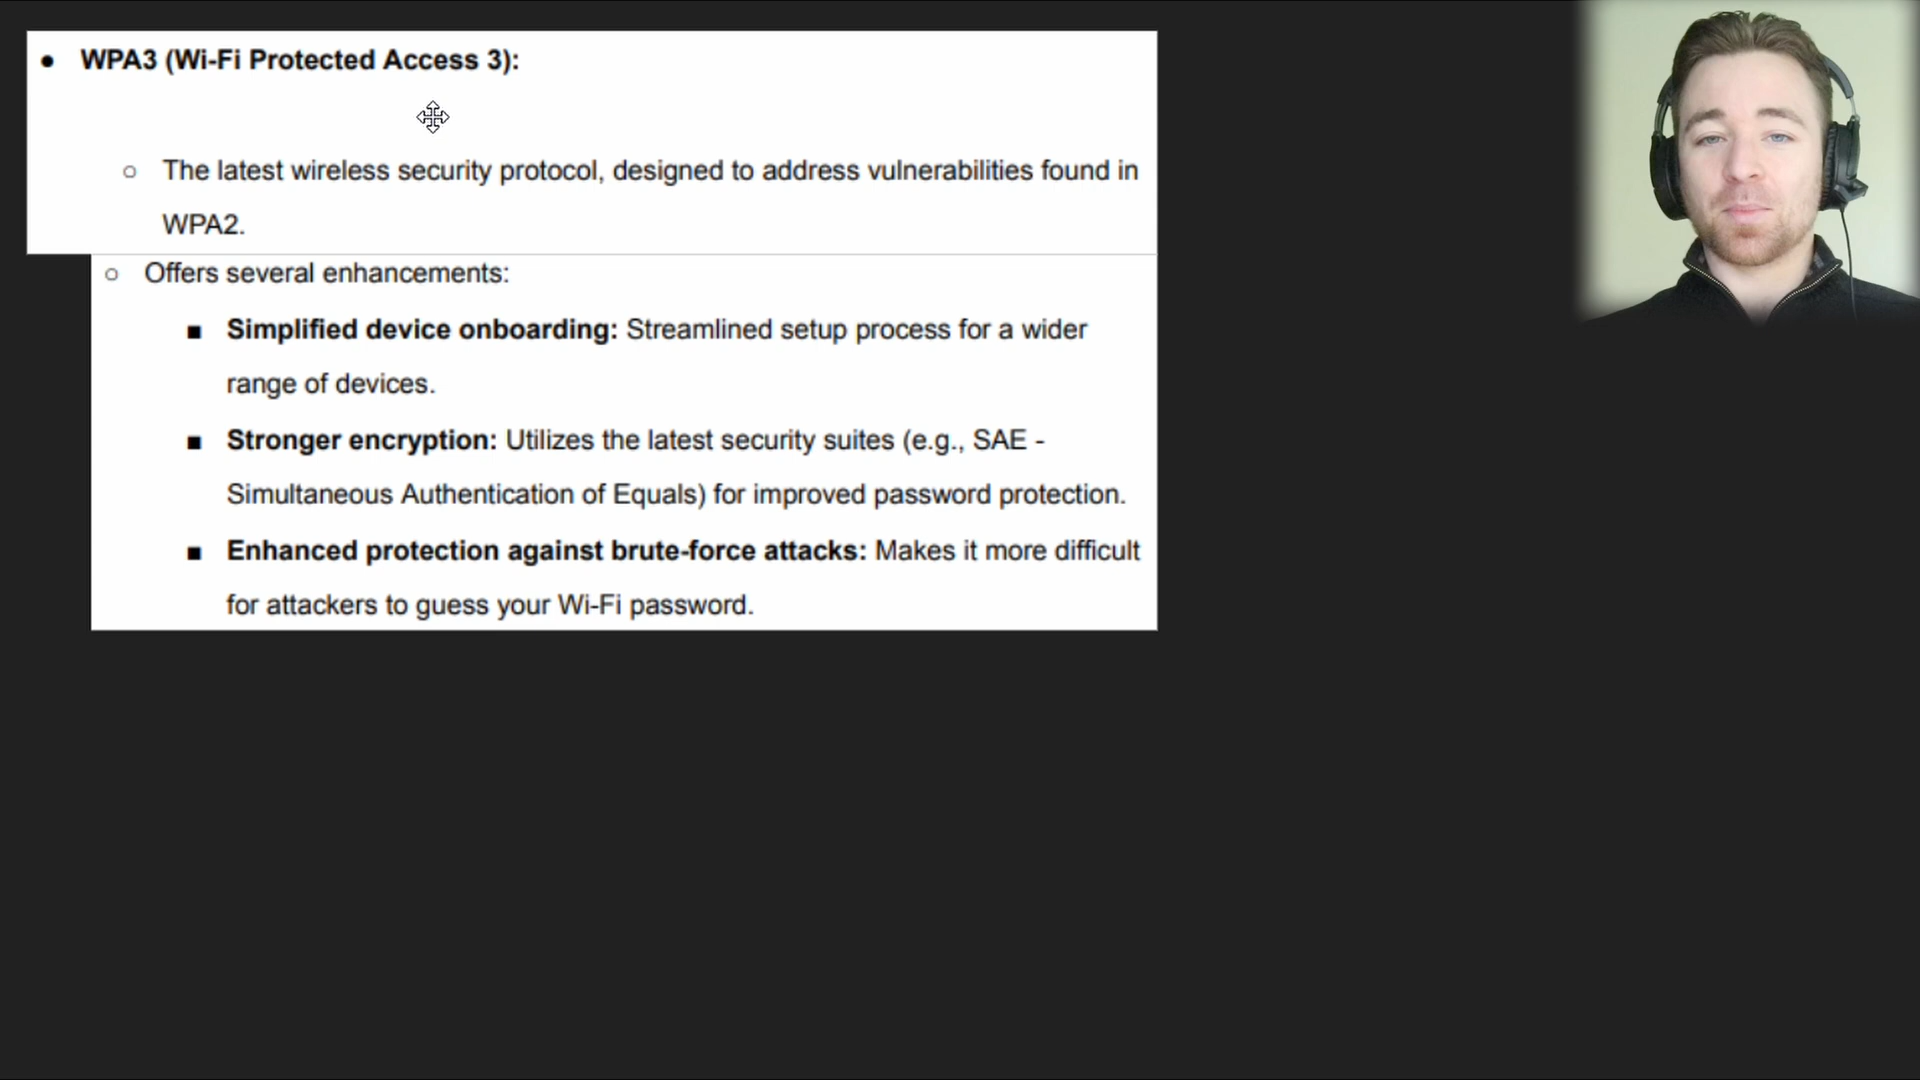 ● WPA3 (Wi-Fi Protected Access 3):
○ The latest wireless security protocol, designed to address vulnerabilities found in
WPA2.
○ Offers several enhancements:
■ Simplified device onboarding: Streamlined setup process for a wider
range of devices.
■ Stronger encryption: Utilizes the latest security suites (e.g., SAE -
Simultaneous Authentication of Equals) for improved password protection.
■ Enhanced protection against brute-force attacks: Makes it more difficult
for attackers to guess your Wi-Fi password.